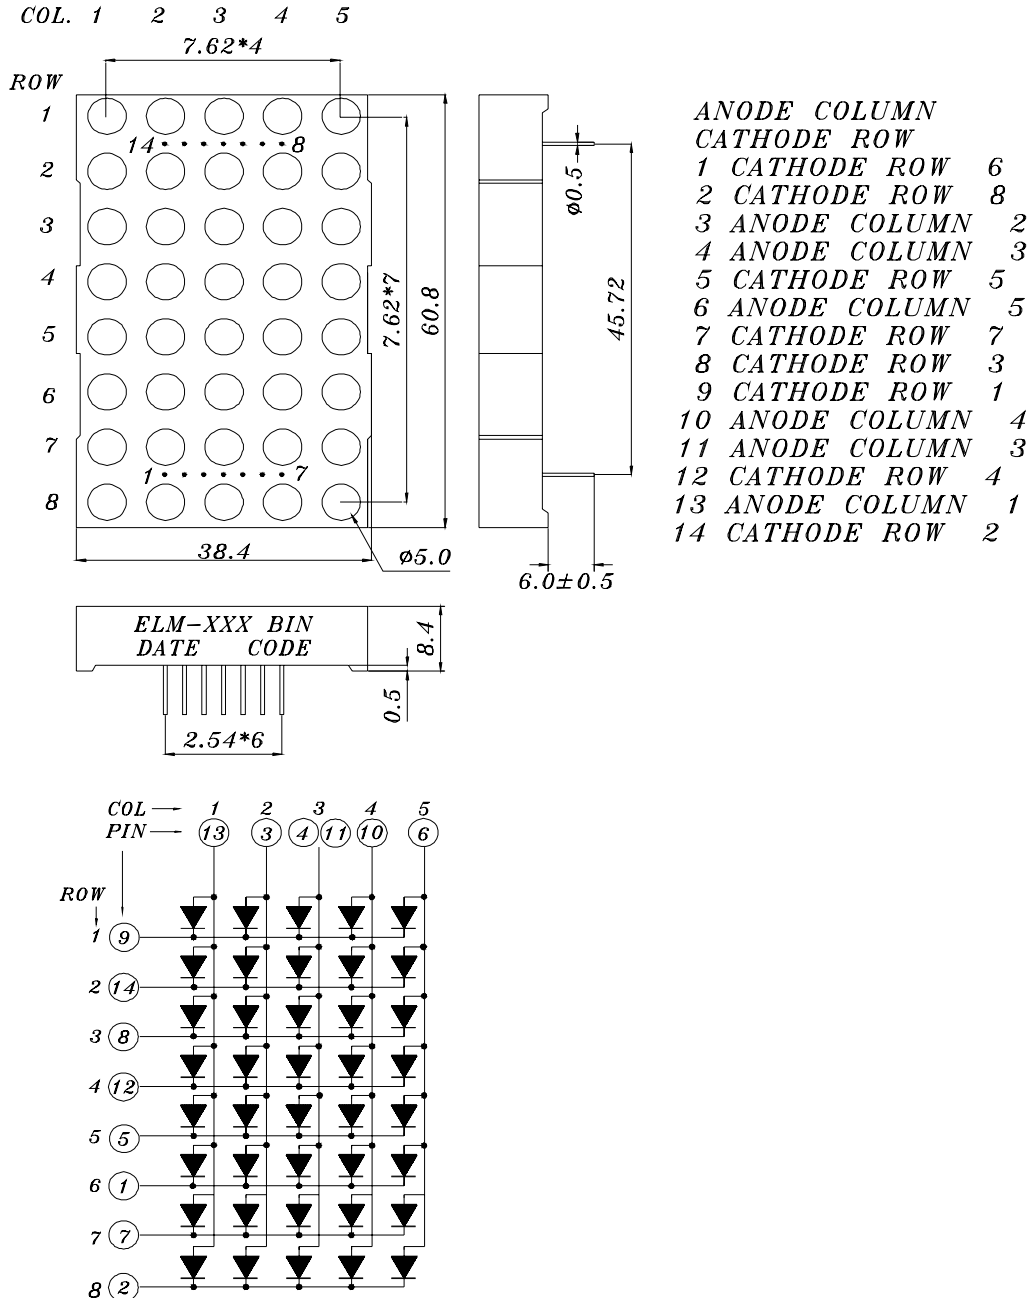 COL. 1 2 3 4 5
7.62*4
ROW
1
14 8
2
3
4
5
6
7
1 7
8
7.62*7
60.8
38.4
ø5.0
ø0.5
45.72
6.0±0.5
ANODE COLUMN
CATHODE ROW
1 CATHODE ROW 6
2 CATHODE ROW 8
3 ANODE COLUMN 2
4 ANODE COLUMN 3
5 CATHODE ROW 5
6 ANODE COLUMN 5
7 CATHODE ROW 7
8 CATHODE ROW 3
9 CATHODE ROW 1
10 ANODE COLUMN 4
11 ANODE COLUMN 3
12 CATHODE ROW 4
13 ANODE COLUMN 1
14 CATHODE ROW 2
ELM-XXX BIN
DATE CODE
8.4
0.5
2.54*6
COL 1 2 3 4 5
PIN 13 3 4 11 10 6
ROW
1 9
2 14
3 8
4 12
5 5
6 1
7 7
8 2